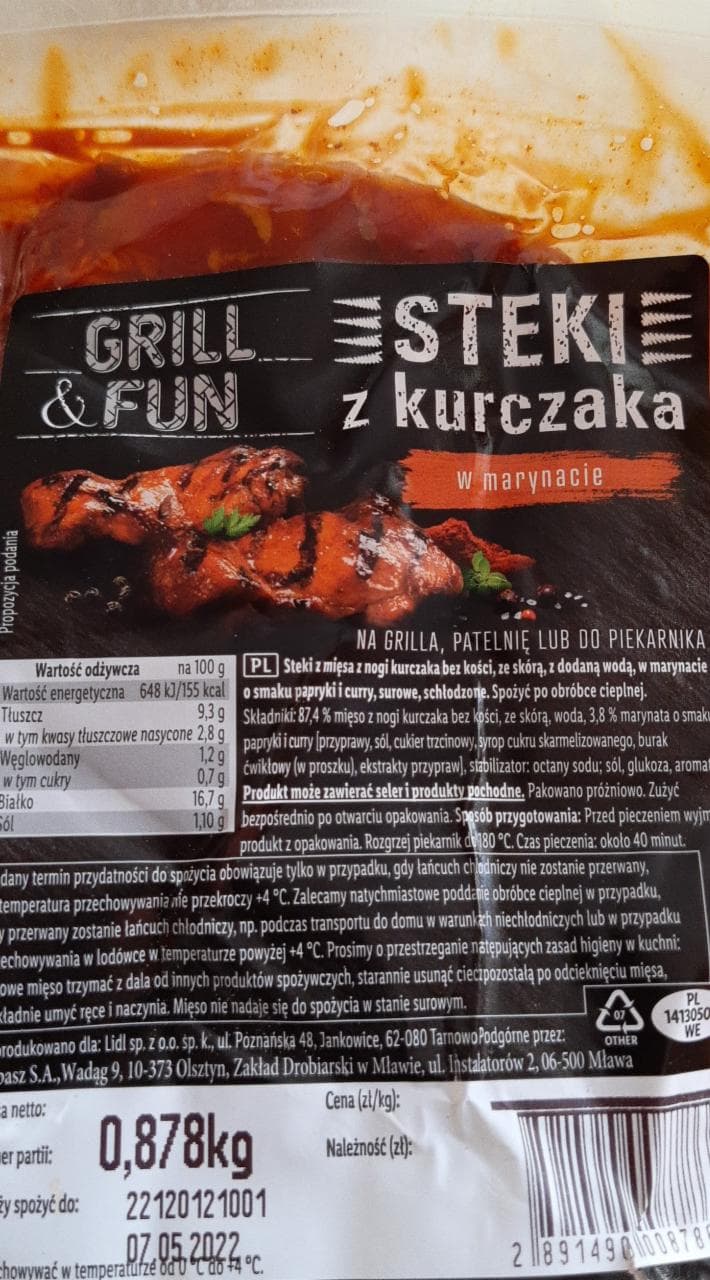 GRILL
& FUN
STEKI
z kurczaka
w marynacie
Propozycja podania
NA GRILLA, PATELNIĘ LUB DO PIEKARNIKA
Wartość odżywcza na 100 g
Wartość energetyczna 648 kJ/155 kcal
Tłuszcz 9,3 g
w tym kwasy tłuszczowe nasycone 2,8 g
Węglowodany 1,2 g
w tym cukry 0,7 g
Białko 16,7 g
Sól 1,10 g
PL Steki z mięsa z nogi kurczaka bez kości, ze skórą, z dodaną wodą, w marynacie
o smaku papryki i curry, surowe, schłodzone. Spożyć po obróbce cieplnej.
Składniki: 87,4 % mięso z nogi kurczaka bez kości, ze skórą, woda, 3,8 % marynata o smaku
papryki i curry [przyprawy, sól, cukier trzcinowy, syrop cukru skarmelizowanego, burak
ćwikłowy (w proszku), ekstrakty przypraw], stabilizator: octany sodu; sól, glukoza, aromat
Produkt może zawierać seler i produkty pochodne. Pakowano próżniowo. Zużyć
bezpośrednio po otwarciu opakowania. Sposób przygotowania: Przed pieczeniem wyjm
produkt z opakowania. Rozgrzej piekarnik do 180 °C. Czas pieczenia: około 40 minut.
dany termin przydatności do spożycia obowiązuje tylko w przypadku, gdy łańcuch chłodniczy nie zostanie przerwany,
temperatura przechowywania nie przekroczy +4 °C. Zalecamy natychmiastowe poddanie obróbce cieplnej w przypadku,
y przerwany zostanie łańcuch chłodniczy, np. podczas transportu do domu w warunkach niechłodniczych lub w przypadku
echowywania w lodówce w temperaturze powyżej +4 °C. Prosimy o przestrzeganie następujących zasad higieny w kuchni:
owe mięso trzymać z dala od innych produktów spożywczych, starannie usunąć ciecz pozostałą po odcieknięciu mięsa,
kładnie umyć ręce i naczynia. Mięso nie nadaje się do spożycia w stanie surowym.
07
OTHER
PL
1413050
WE
rodukowano dla: Lidl sp. z o.o. sp. k., ul. Poznańska 48, Jankowice, 62-080 Tarnowo Podgórne przez:
pasz S.A., Wadąg 9, 10-373 Olsztyn, Zakład Drobiarski w Mławie, ul. Instalatorów 2, 06-500 Mława
a netto: 0,878kg
Cena (zł/kg):
er partii:
Należność (zł):
ży spożyć do: 22120121001
07.05.2022
chowywać w temperaturze od 0 °C do +4 °C.
2 891490 00878